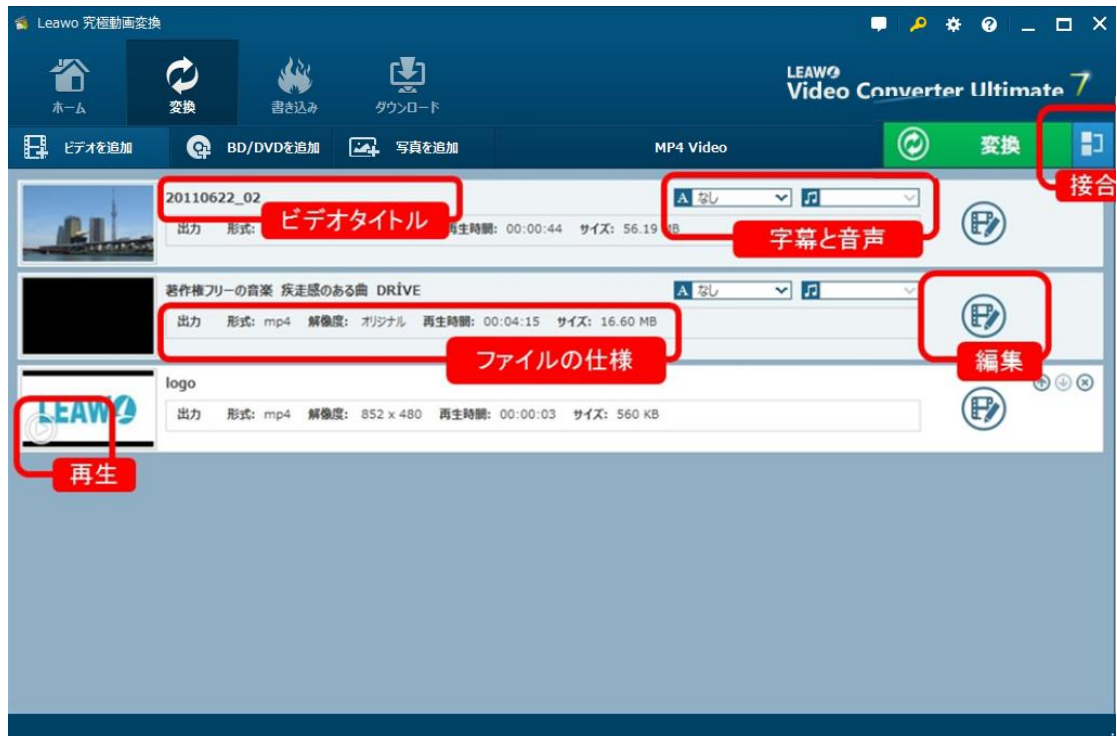 Leawo 究極動画変換
ホーム
変換
書き込み
ダウンロード
LEAWO
Video Converter Ultimate 7
ビデオを追加
BD/DVDを追加
写真を追加
MP4 Video
変換
接合
20110622_02
ビデオタイトル
A なし
字幕と音声
出力 形式: 再生時間: 00:00:44 サイズ: 56.19 MB
著作権フリーの音楽 疾走感のある曲 DRİVE
A なし
出力 形式: mp4 解像度: オリジナル 再生時間: 00:04:15 サイズ: 16.60 MB
ファイルの仕様
編集
LEAWO
logo
出力 形式: mp4 解像度: 852 x 480 再生時間: 00:00:03 サイズ: 560 KB
再生